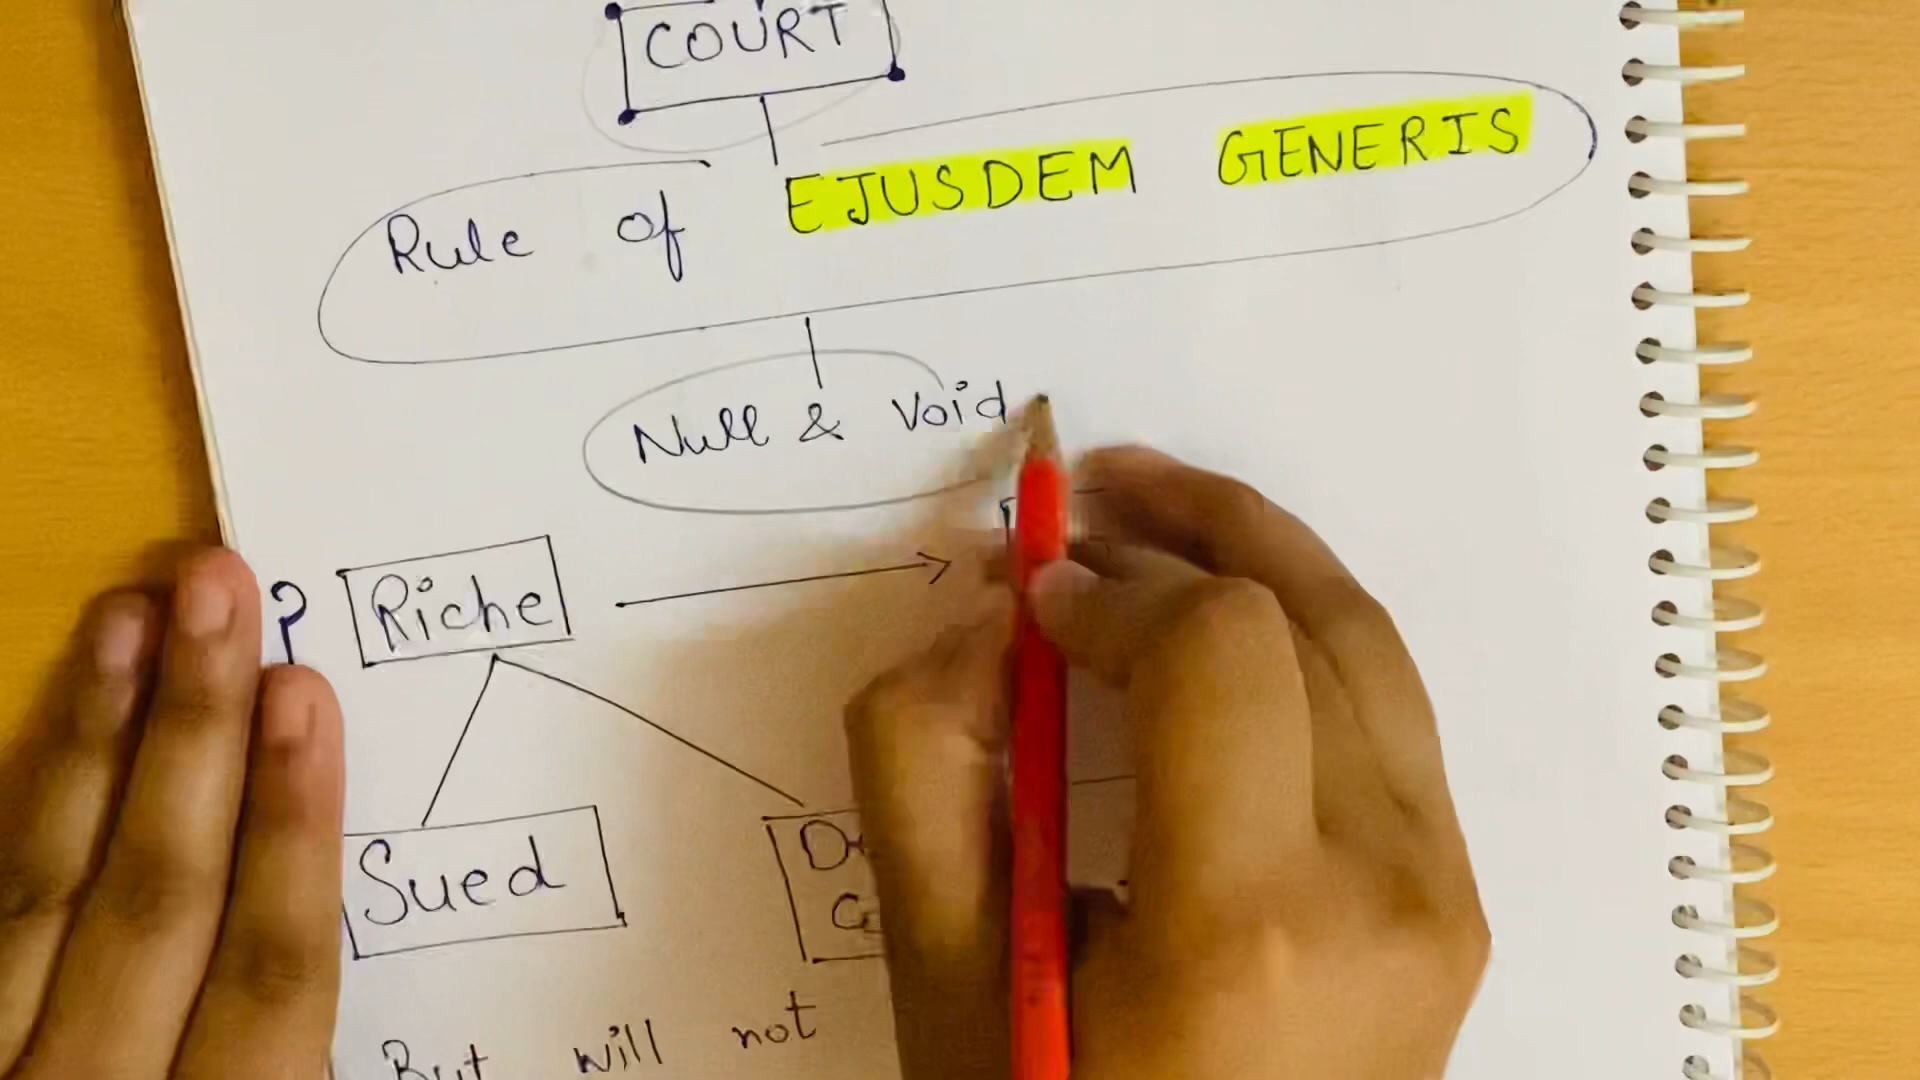 COURT
Rule of EJUSDEM GENERIS
Null & Void
? Riche
Sued
But will not